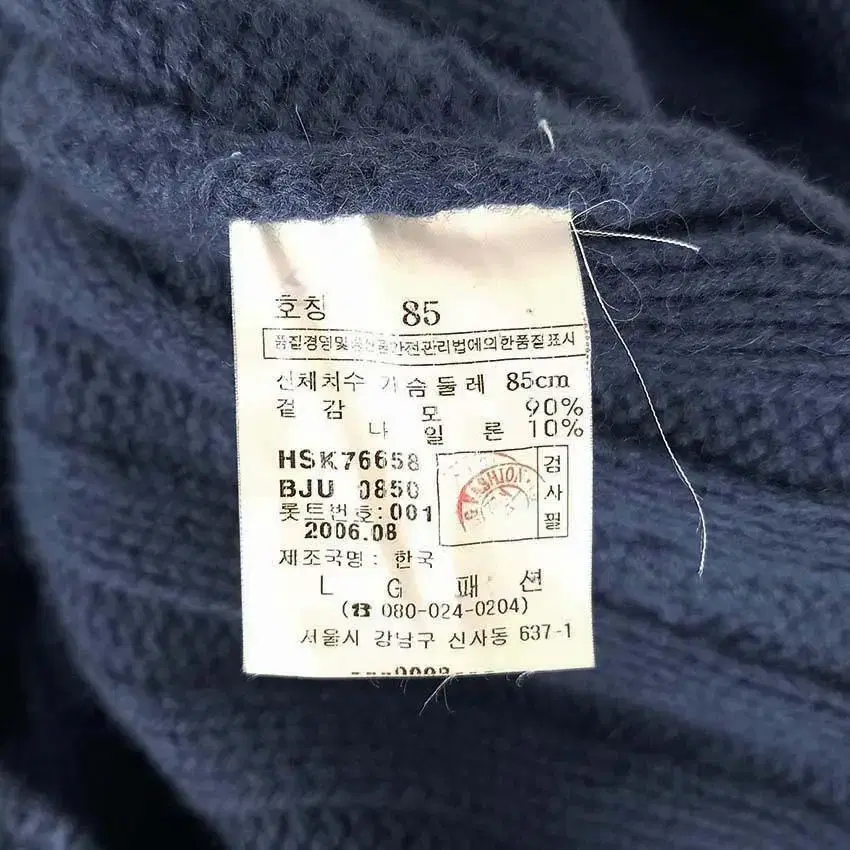 호칭 85
품질경영및공산품안전관리법에의한품질표시
신체치수 가슴둘레 85cm
겉감 모 90%
나일론 10%
HSK76658
BJU 0850
롯트번호:001
2006.08
FASHION
검사필
제조국명 : 한국
LG패션
(☎ 080-024-0204)
서울시 강남구 신사동 637-1